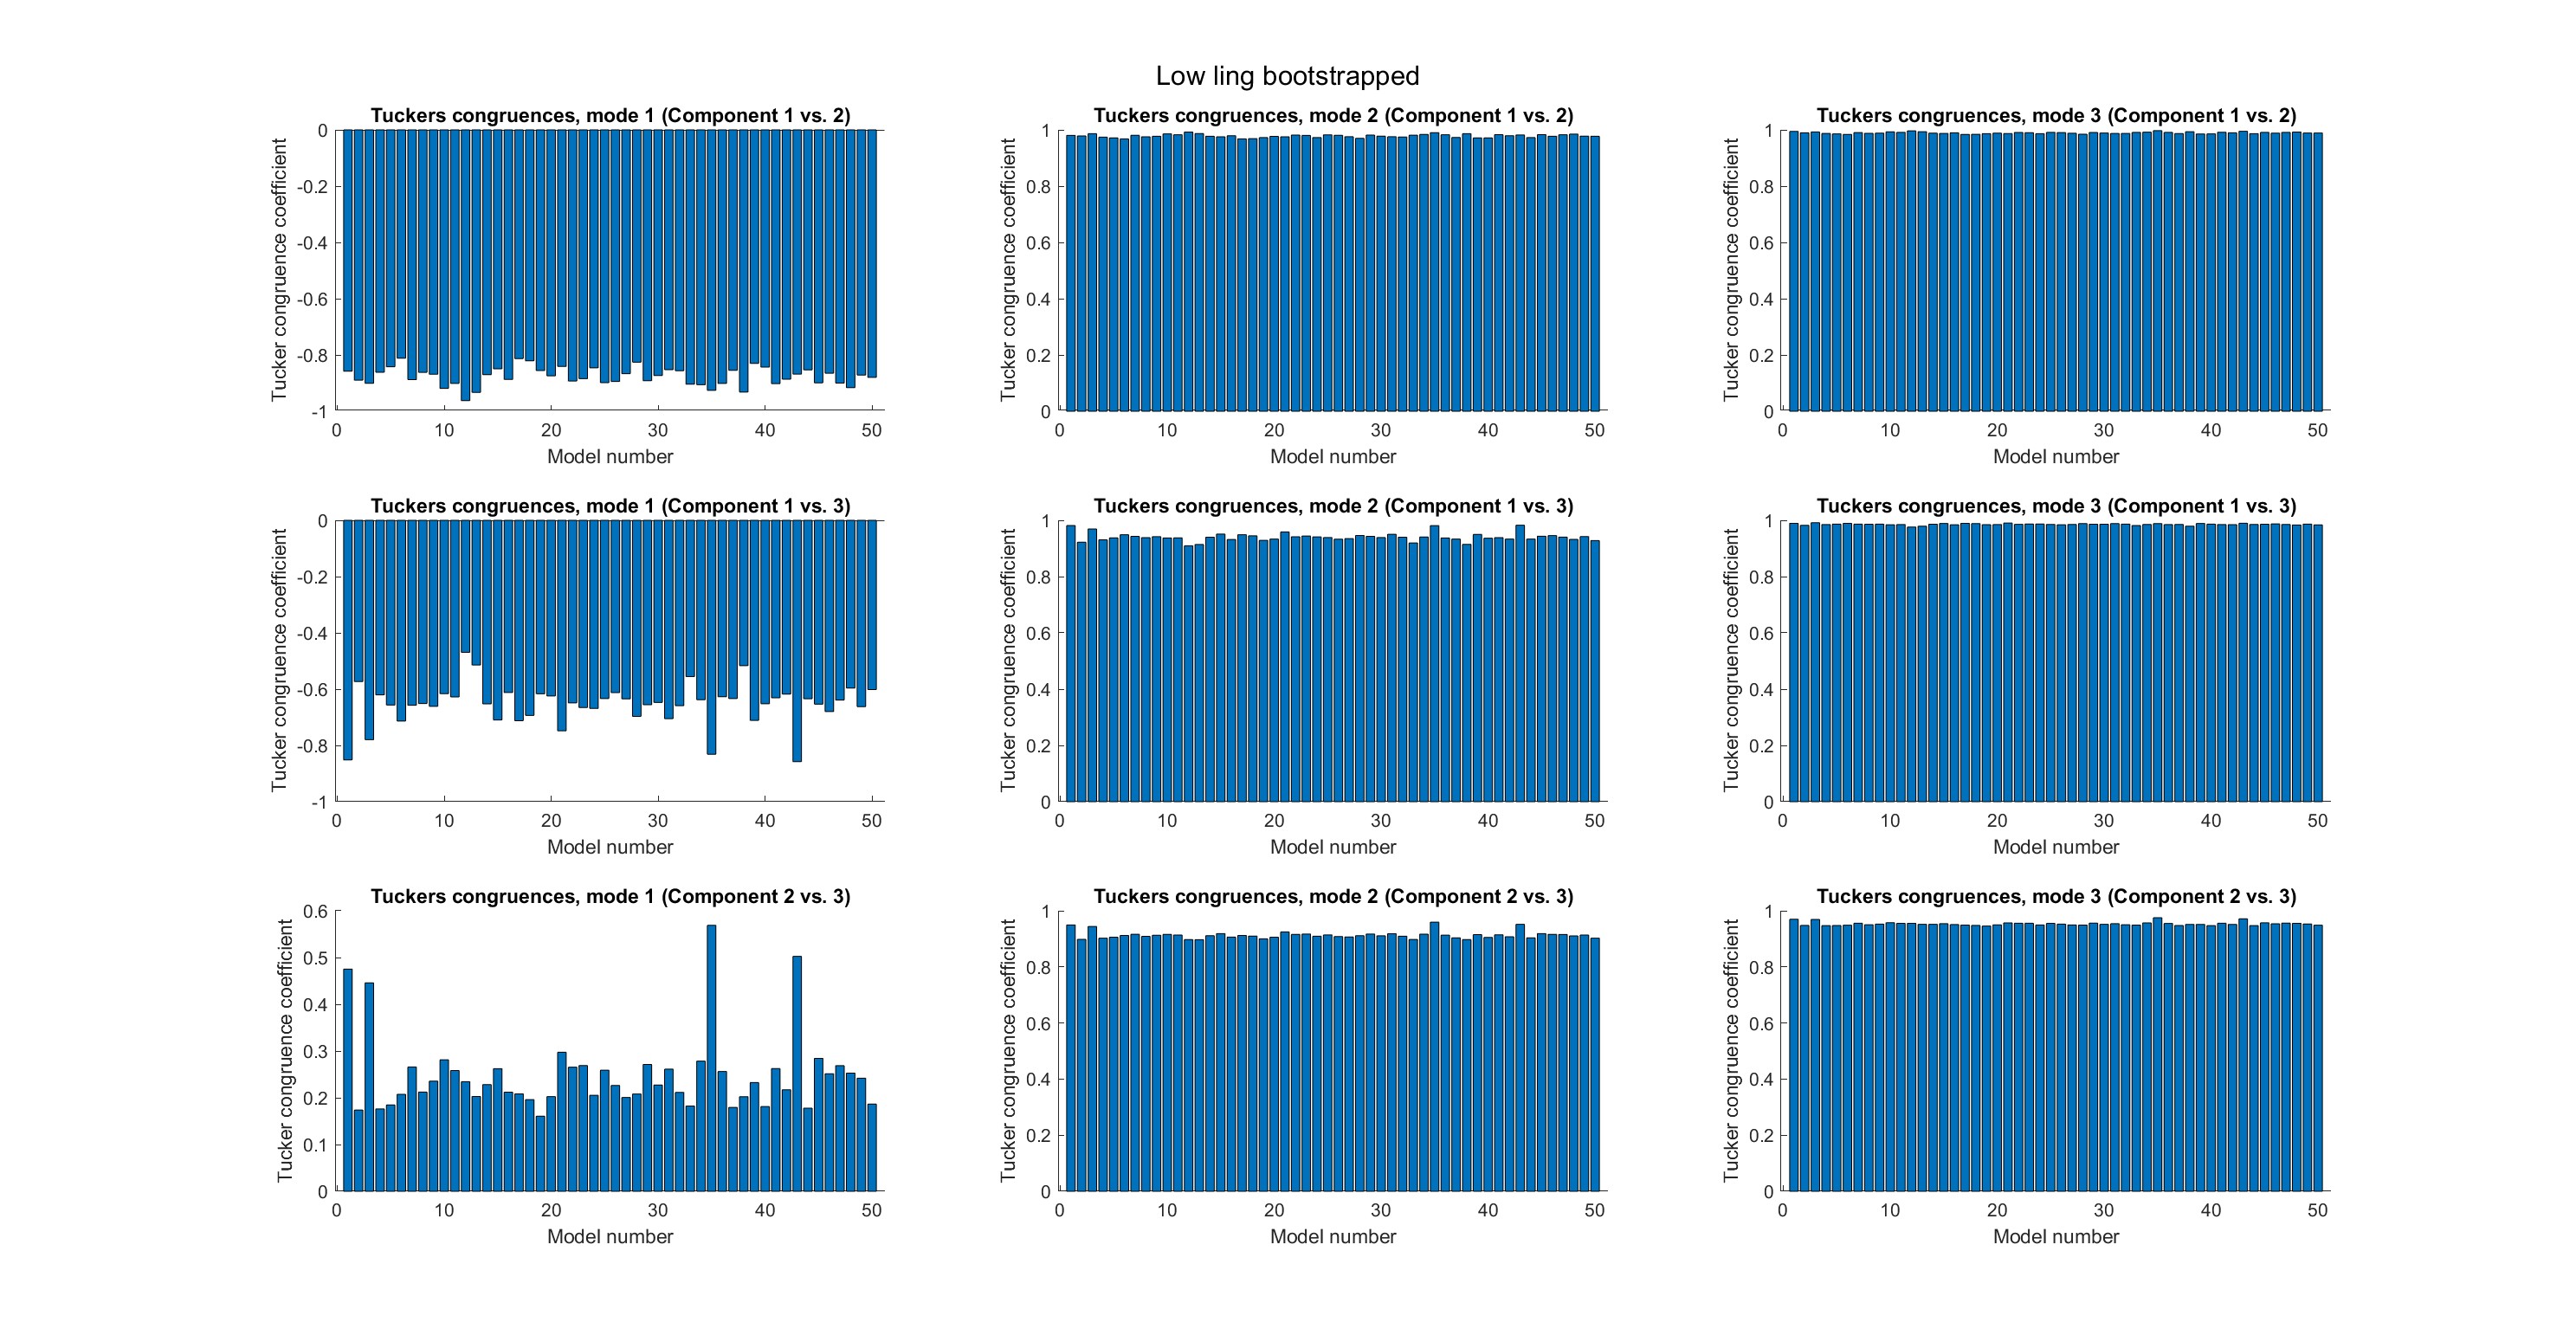 Low ling bootstrapped
Tuckers congruences, mode 1 (Component 1 vs. 2)
Tucker congruence coefficient
0
-0.2
-0.4
-0.6
-0.8
-1
0 10 20 30 40 50
Model number
Tuckers congruences, mode 2 (Component 1 vs. 2)
Tucker congruence coefficient
1
0.8
0.6
0.4
0.2
0
0 10 20 30 40 50
Model number
Tuckers congruences, mode 3 (Component 1 vs. 2)
Tucker congruence coefficient
1
0.8
0.6
0.4
0.2
0
0 10 20 30 40 50
Model number
Tuckers congruences, mode 1 (Component 1 vs. 3)
Tucker congruence coefficient
0
-0.2
-0.4
-0.6
-0.8
-1
0 10 20 30 40 50
Model number
Tuckers congruences, mode 2 (Component 1 vs. 3)
Tucker congruence coefficient
1
0.8
0.6
0.4
0.2
0
0 10 20 30 40 50
Model number
Tuckers congruences, mode 3 (Component 1 vs. 3)
Tucker congruence coefficient
1
0.8
0.6
0.4
0.2
0
0 10 20 30 40 50
Model number
Tuckers congruences, mode 1 (Component 2 vs. 3)
Tucker congruence coefficient
0.6
0.5
0.4
0.3
0.2
0.1
0
0 10 20 30 40 50
Model number
Tuckers congruences, mode 2 (Component 2 vs. 3)
Tucker congruence coefficient
1
0.8
0.6
0.4
0.2
0
0 10 20 30 40 50
Model number
Tuckers congruences, mode 3 (Component 2 vs. 3)
Tucker congruence coefficient
1
0.8
0.6
0.4
0.2
0
0 10 20 30 40 50
Model number